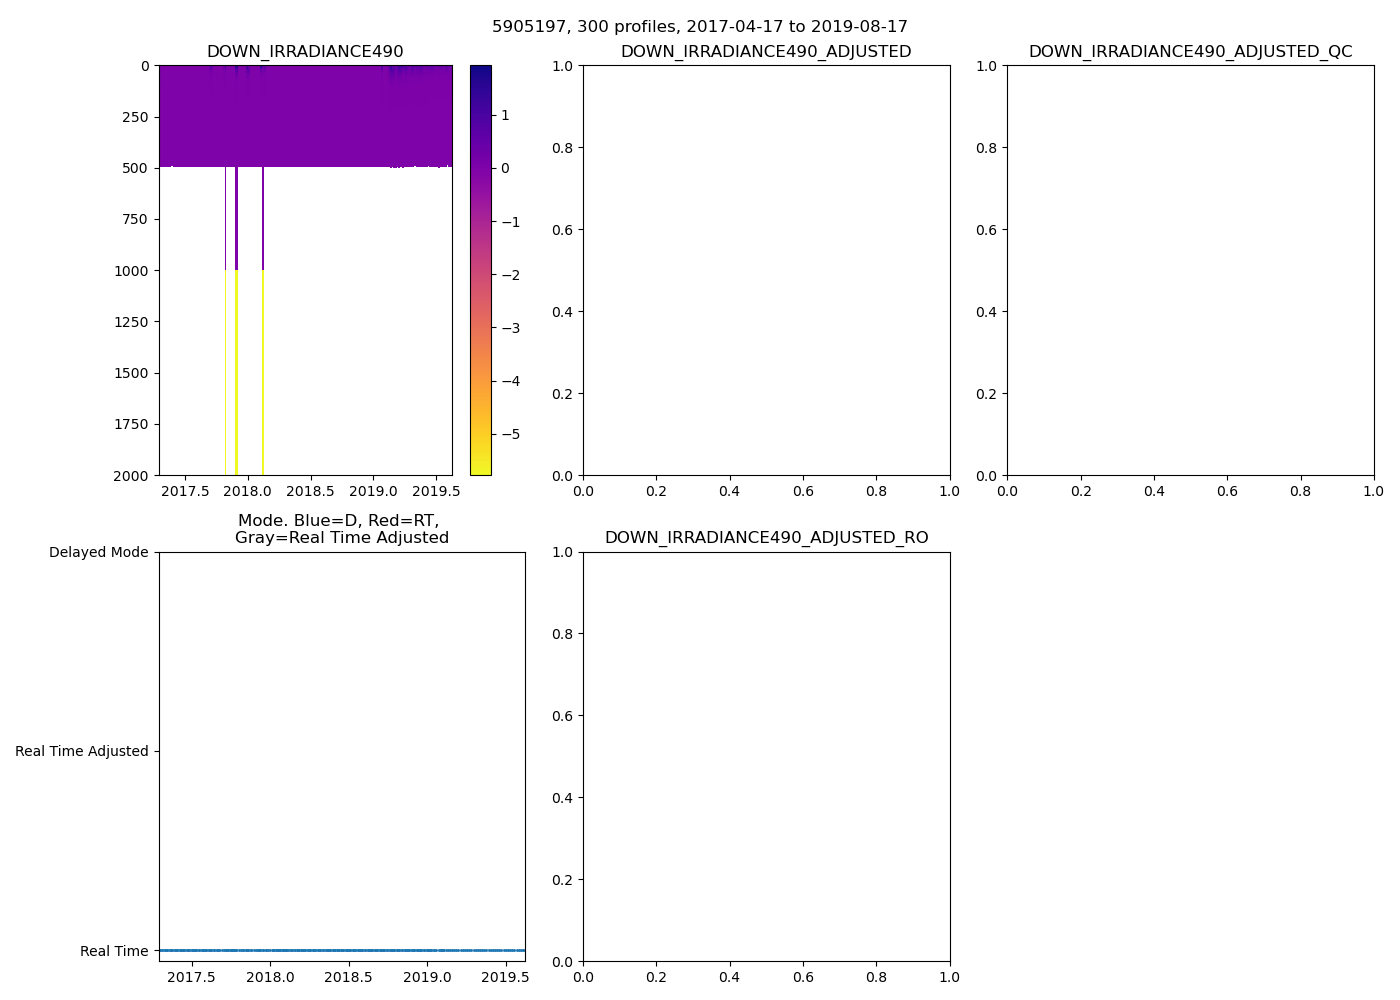 5905197, 300 profiles, 2017-04-17 to 2019-08-17
DOWN_IRRADIANCE490
0
250
500
750
1000
1250
1500
1750
2000
2017.5 2018.0 2018.5 2019.0 2019.5
1
0
−1
−2
−3
−4
−5
DOWN_IRRADIANCE490_ADJUSTED
1.0
0.8
0.6
0.4
0.2
0.0
0.0 0.2 0.4 0.6 0.8 1.0
DOWN_IRRADIANCE490_ADJUSTED_QC
1.0
0.8
0.6
0.4
0.2
0.0
0.0 0.2 0.4 0.6 0.8 1.0
Mode. Blue=D, Red=RT,
Gray=Real Time Adjusted
Delayed Mode
Real Time Adjusted
Real Time
2017.5 2018.0 2018.5 2019.0 2019.5
DOWN_IRRADIANCE490_ADJUSTED_RO
1.0
0.8
0.6
0.4
0.2
0.0
0.0 0.2 0.4 0.6 0.8 1.0